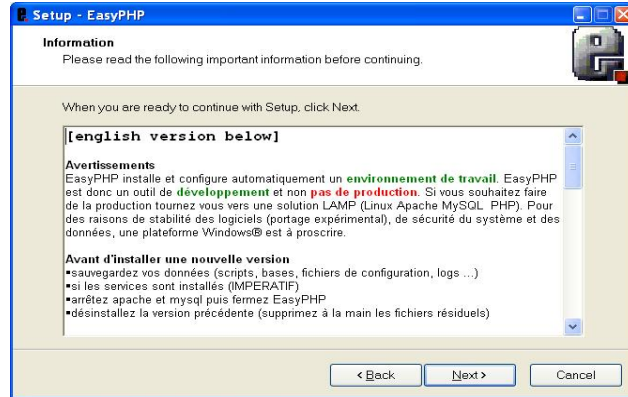 Setup - EasyPHP
Information
Please read the following important information before continuing.
When you are ready to continue with Setup, click Next.
[english version below]
Avertissements
EasyPHP installe et configure automatiquement un environnement de travail. EasyPHP
est donc un outil de développement et non pas de production. Si vous souhaitez faire
de la production tournez vous vers une solution LAMP (Linux Apache MySQL PHP). Pour
des raisons de stabilité des logiciels (portage expérimental), de sécurité du système et des
données, une plateforme Windows® est à proscrire.
Avant d'installer une nouvelle version
▪sauvegardez vos données (scripts, bases, fichiers de configuration, logs ...)
▪si les services sont installés (IMPERATIF)
▪arrêtez apache et mysql puis fermez EasyPHP
▪désinstallez la version précédente (supprimez à la main les fichiers résiduels)
< Back Next > Cancel